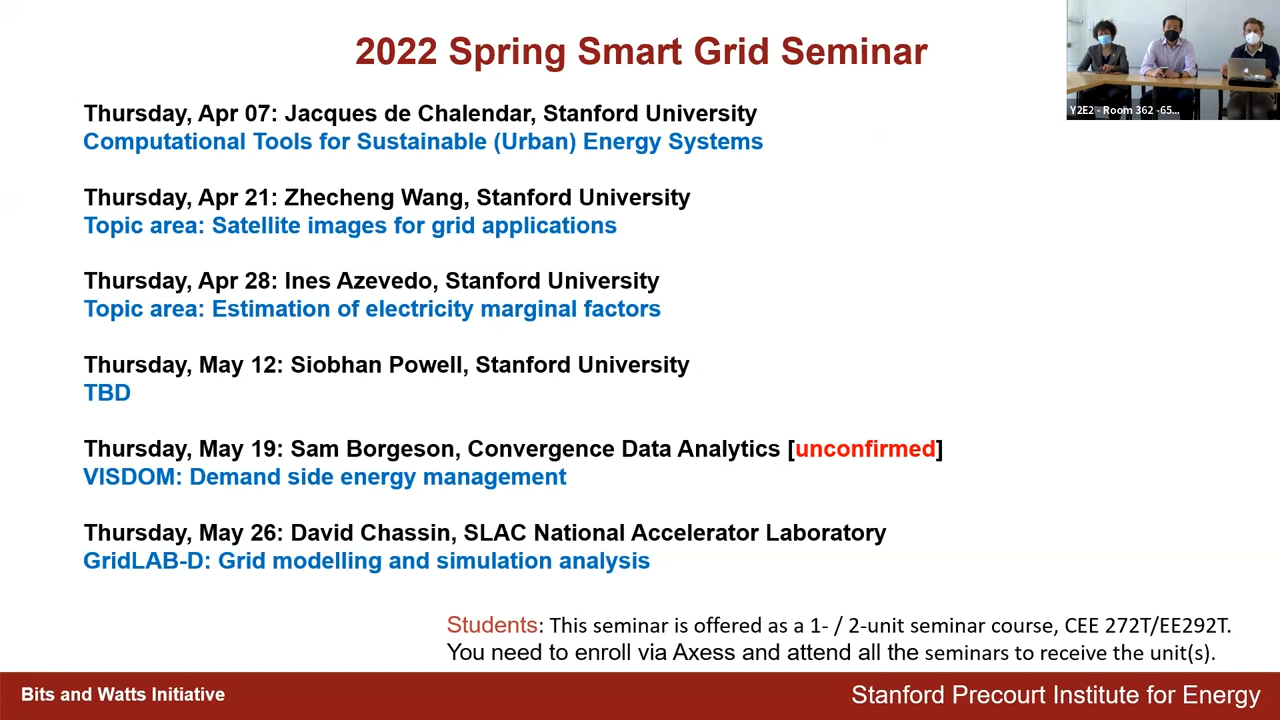 2022 Spring Smart Grid Seminar
Y2E2 - Room 362 -65...
Thursday, Apr 07: Jacques de Chalendar, Stanford University
Computational Tools for Sustainable (Urban) Energy Systems
Thursday, Apr 21: Zhecheng Wang, Stanford University
Topic area: Satellite images for grid applications
Thursday, Apr 28: Ines Azevedo, Stanford University
Topic area: Estimation of electricity marginal factors
Thursday, May 12: Siobhan Powell, Stanford University
TBD
Thursday, May 19: Sam Borgeson, Convergence Data Analytics [unconfirmed]
VISDOM: Demand side energy management
Thursday, May 26: David Chassin, SLAC National Accelerator Laboratory
GridLAB-D: Grid modelling and simulation analysis
Students: This seminar is offered as a 1- / 2-unit seminar course, CEE 272T/EE292T.
You need to enroll via Axess and attend all the seminars to receive the unit(s).
Bits and Watts Initiative
Stanford Precourt Institute for Energy